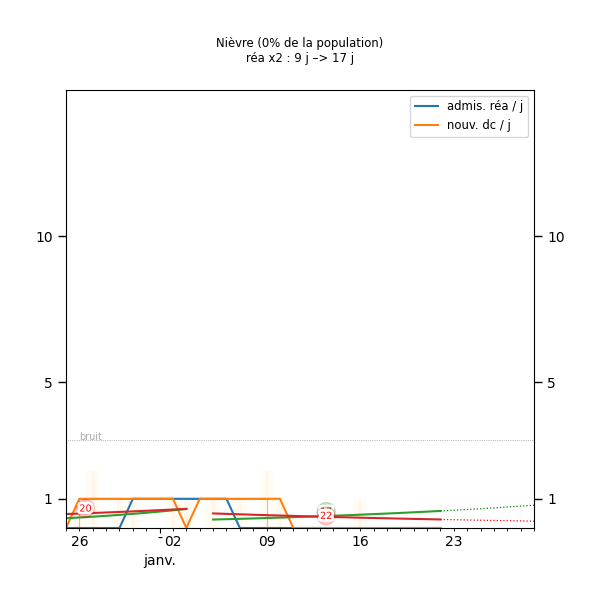 Nièvre (0% de la population)
réa x2 : 9 j –> 17 j
admis. réa / j
nouv. dc / j
10
10
5
5
bruit
1
1
20
22
26
02
09
16
23
janv.